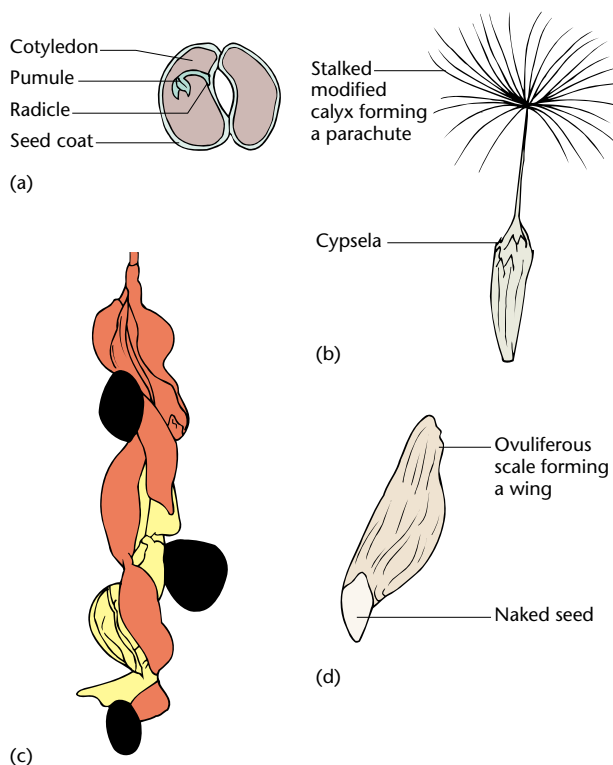 Cotyledon
Pumule
Radicle
Seed coat
(a)
Stalked
modified
calyx forming
a parachute
Cypsela
(b)
(c)
Ovuliferous
scale forming
a wing
Naked seed
(d)